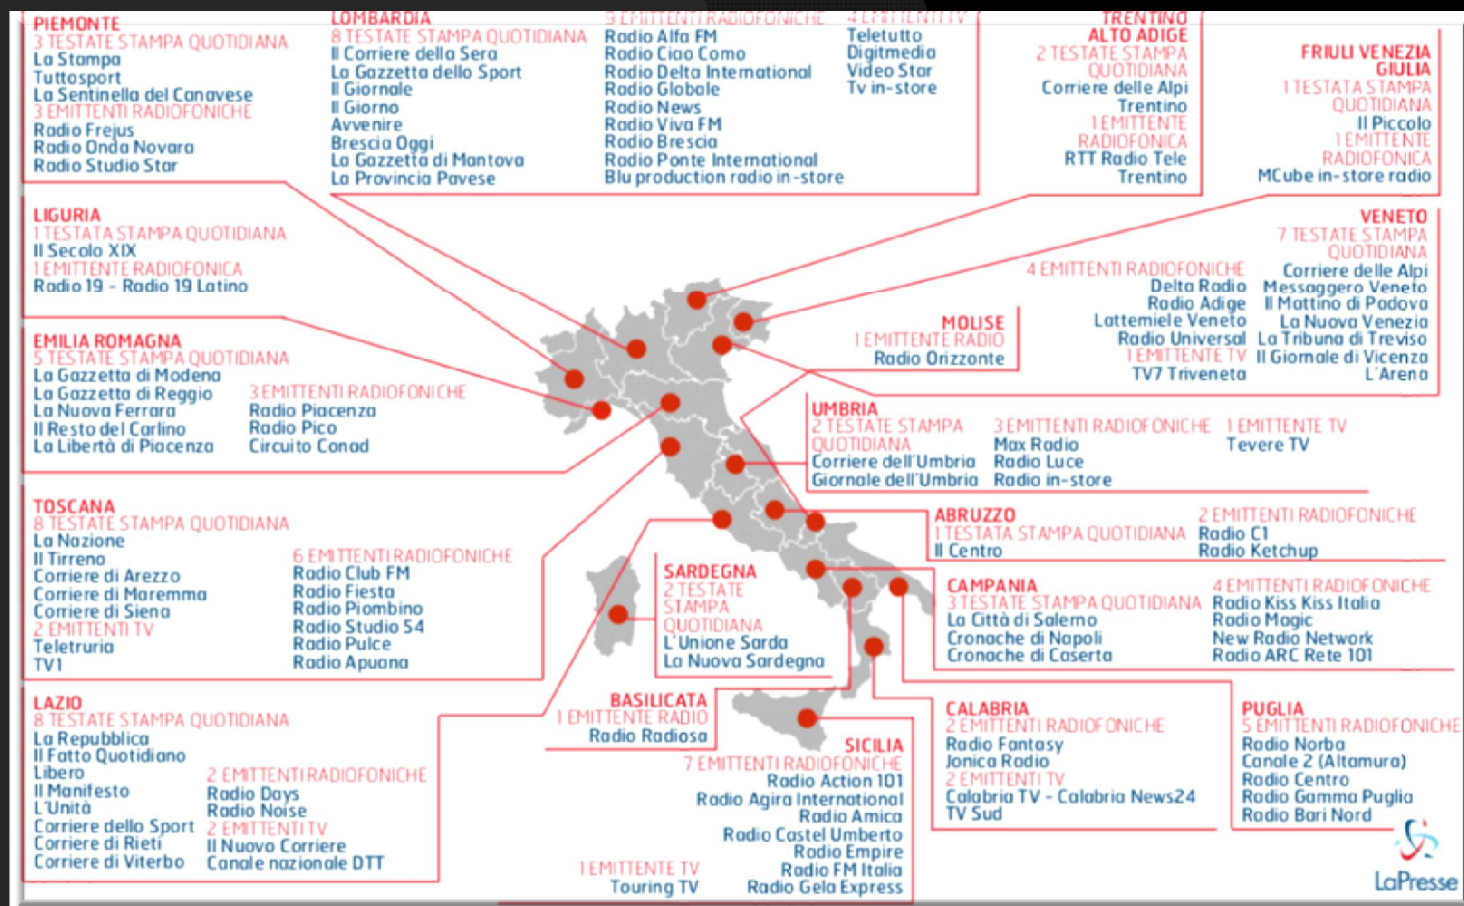 PIEMONTE
3 TESTATE STAMPA QUOTIDIANA
La Stampa
Tuttosport
La Sentinella del Canavese
3 EMITTENTI RADIOFONICHE
Radio Frejus
Radio Onda Novara
Radio Studio Star
LOMBARDIA
8 TESTATE STAMPA QUOTIDIANA
Il Corriere della Sera
La Gazzetta dello Sport
Il Giornale
Il Giorno
Avvenire
Brescia Oggi
La Gazzetta di Mantova
La Provincia Pavese
9 EMITTENTI RADIOFONICHE
Radio Alfa FM
Radio Ciao Como
Radio Delta International
Radio Globale
Radio News
Radio Viva FM
Radio Brescia
Radio Ponte International
Blu production radio in-store
4 EMITTENTI TV
Teletutto
Digitmedia
Video Star
Tv in-store
TRENTINO
ALTO ADIGE
2 TESTATE STAMPA
QUOTIDIANA
Corriere delle Alpi
Trentino
1 EMITTENTE
RADIOFONICA
RTT Radio Tele
Trentino
FRIULI VENEZIA
GIULIA
1 TESTATA STAMPA
QUOTIDIANA
Il Piccolo
1 EMITTENTE
RADIOFONICA
MCube in-store radio
LIGURIA
1 TESTATA STAMPA QUOTIDIANA
Il Secolo XIX
1 EMITTENTE RADIOFONICA
Radio 19 - Radio 19 Latino
VENETO
7 TESTATE STAMPA
QUOTIDIANA
Corriere delle Alpi
Messaggero Veneto
Il Mattino di Padova
La Nuova Venezia
La Tribuna di Treviso
Il Giornale di Vicenza
L'Arena
4 EMITTENTI RADIOFONICHE
Delta Radio
Radio Adige
Lattemiele Veneto
Radio Universal
1 EMITTENTE TV
TV7 Triveneta
MOLISE
1 EMITTENTE RADIO
Radio Orizzonte
EMILIA ROMAGNA
5 TESTATE STAMPA QUOTIDIANA
La Gazzetta di Modena
La Gazzetta di Reggio
La Nuova Ferrara
Il Resto del Carlino
La Libertà di Piacenza
3 EMITTENTI RADIOFONICHE
Radio Piacenza
Radio Pico
Circuito Conad
UMBRIA
2 TESTATE STAMPA
QUOTIDIANA
Corriere dell'Umbria
Giornale dell'Umbria
3 EMITTENTI RADIOFONICHE
Max Radio
Radio Luce
Radio in-store
1 EMITTENTE TV
Tevere TV
TOSCANA
8 TESTATE STAMPA QUOTIDIANA
La Nazione
Il Tirreno
Corriere di Arezzo
Corriere di Maremma
Corriere di Siena
2 EMITTENTI TV
Teletruria
TV1
6 EMITTENTI RADIOFONICHE
Radio Club FM
Radio Fiesta
Radio Piombino
Radio Studio 54
Radio Pulce
Radio Apuana
ABRUZZO
1 TESTATA STAMPA QUOTIDIANA
Il Centro
2 EMITTENTI RADIOFONICHE
Radio C1
Radio Ketchup
SARDEGNA
2 TESTATE
STAMPA
QUOTIDIANA
L'Unione Sarda
La Nuova Sardegna
CAMPANIA
3 TESTATE STAMPA QUOTIDIANA
La Città di Salerno
Cronache di Napoli
Cronache di Caserta
4 EMITTENTI RADIOFONICHE
Radio Kiss Kiss Italia
Radio Magic
New Radio Network
Radio ARC Rete 101
LAZIO
8 TESTATE STAMPA QUOTIDIANA
La Repubblica
Il Fatto Quotidiano
Libero
Il Manifesto
L'Unità
Corriere dello Sport
Corriere di Rieti
Corriere di Viterbo
2 EMITTENTI RADIOFONICHE
Radio Days
Radio Noise
2 EMITTENTI TV
Il Nuovo Corriere
Canale nazionale DTT
BASILICATA
1 EMITTENTE RADIO
Radio Radiosa
SICILIA
7 EMITTENTI RADIOFONICHE
Radio Action 101
Radio Agira International
Radio Amica
Radio Castel Umberto
Radio Empire
Radio FM Italia
Radio Gela Express
1 EMITTENTE TV
Touring TV
CALABRIA
2 EMITTENTI RADIOFONICHE
Radio Fantasy
Jonica Radio
2 EMITTENTI TV
Calabria TV - Calabria News24
TV Sud
PUGLIA
5 EMITTENTI RADIOFONICHE
Radio Norba
Canale 2 (Altamura)
Radio Centro
Radio Gamma Puglia
Radio Bari Nord
LaPresse